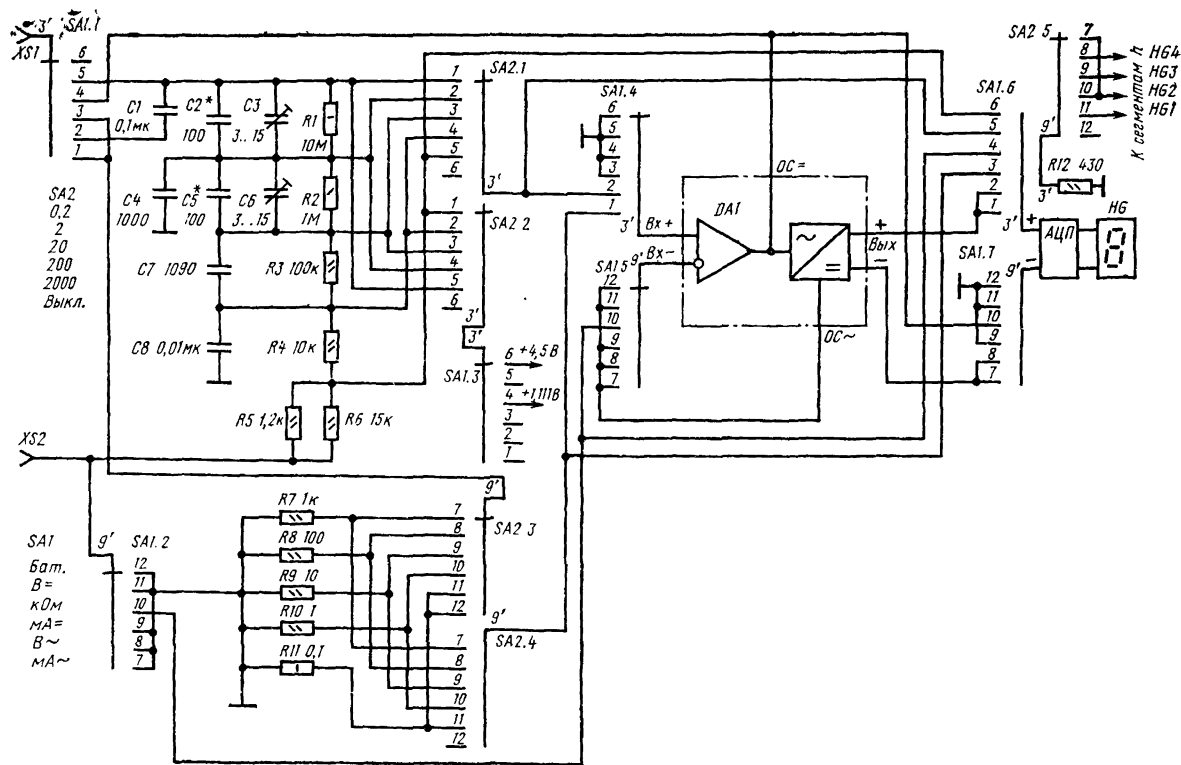 XS1
3'
SA1.1
6
5
4
3
2
1
C1
0,1мк
C2*
100
C3
3..15
R1
10М
C4
1000
C5*
100
C6
3..15
R2
1М
C7 1090
R3 100к
C8 0,01мк
R4 10к
R5 1,2к
R6 15к
SA2
0,2
2
20
200
2000
Выкл.
1
2
3
4
5
6
SA2.1
3'
1
2
3
4
5
6
SA2 2
3'
3'
SA1.3
6 +4,5В
5
4 +1,111В
3
2
1
SA1.4
6
5
4
3
2
1
3'
Вх+
Вх-
9'
SA1.5
12
11
10
9
8
7
ОС=
DA1
~
=
+
Вых
-
ОС~
SA2 5
7
8
9
10
11
12
9'
HG4
HG3
HG2
HG1
К сегментам h
3'
R12 430
SA1.6
6
5
4
3
2
1
3'
+
АЦП
-
HG
SA1.7
9'
12
11
10
9
8
7
XS2
SA1
Бат.
В=
кОм
мА=
В~
мА~
9'
SA1.2
12
11
10
9
8
7
R7 1к
R8 100
R9 10
R10 1
R11 0,1
9'
SA2 3
7
8
9
10
11
12
9'
SA2.4
7
8
9
10
11
12